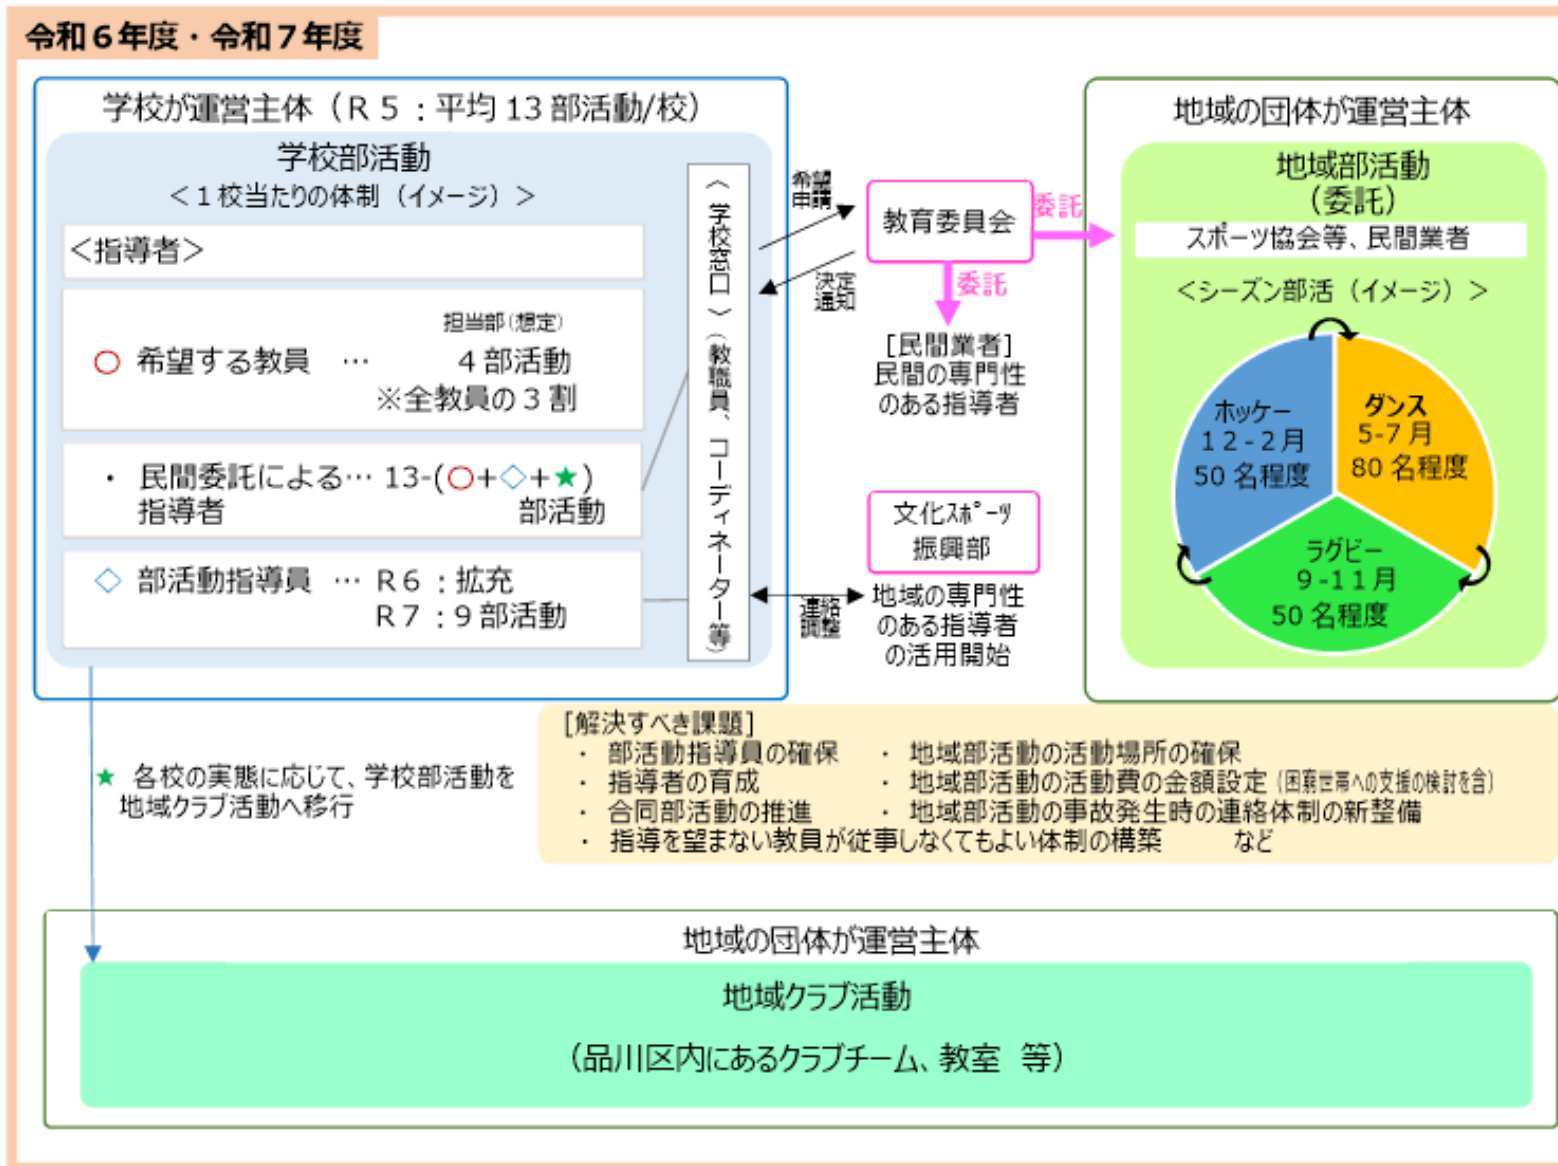 令和６年度・令和７年度
学校が運営主体（Ｒ５：平均13部活動/校）
学校部活動
＜１校当たりの体制（イメージ）＞
＜指導者＞
担当部（想定）
○ 希望する教員 … ４部活動
※全教員の３割
・ 民間委託による… 13-(○+◇+★)
指導者 部活動
◇ 部活動指導員 … Ｒ６：拡充
Ｒ７：９部活動
＜学校窓口＞（教職員、コーディネーター等）
希望
申請
決定
通知
教育委員会
委託
委託
[民間業者]
民間の専門性
のある指導者
文化ｽﾎﾟｰﾂ
振興部
連絡
調整
地域の専門性
のある指導者
の活用開始
地域の団体が運営主体
地域部活動
（委託）
スポーツ協会等、民間業者
＜シーズン部活（イメージ）＞
ホッケー
１２-２月
50 名程度
ダンス
5-7月
80 名程度
ラグビー
９-１１月
50 名程度
★ 各校の実態に応じて、学校部活動を
地域クラブ活動へ移行
[解決すべき課題]
・ 部活動指導員の確保 ・ 地域部活動の活動場所の確保
・ 指導者の育成 ・ 地域部活動の活動費の金額設定（困窮世帯への支援の検討を含）
・ 合同部活動の推進 ・ 地域部活動の事故発生時の連絡体制の新整備
・ 指導を望まない教員が従事しなくてもよい体制の構築 など
地域の団体が運営主体
地域クラブ活動
（品川区内にあるクラブチーム、教室 等）